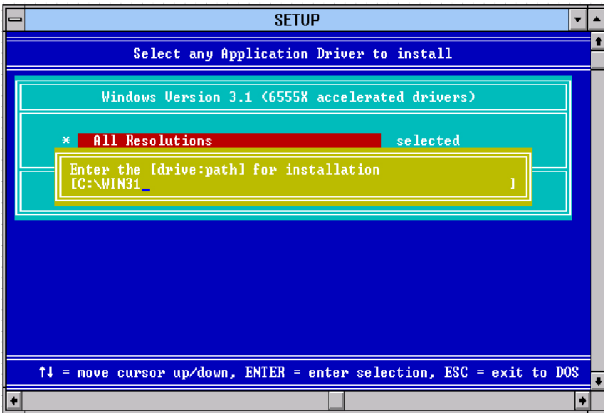 SETUP
Select any Application Driver to install
Windows Version 3.1 (6555X accelerated drivers)
* All Resolutions selected
Enter the [drive:path] for installation
[C:\WIN31_ ]
↑↓ = move cursor up/down, ENTER = enter selection, ESC = exit to DOS